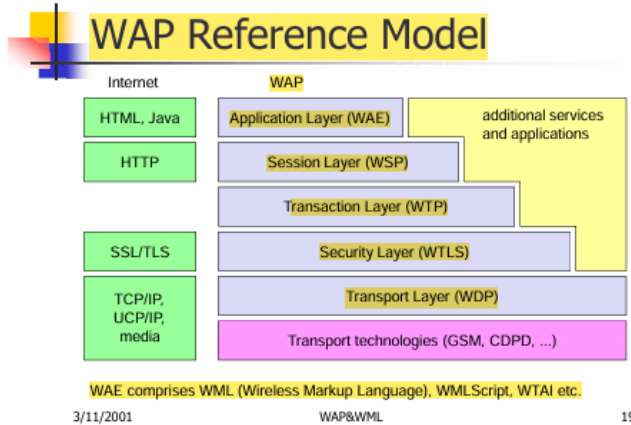 WAP Reference Model
Internet
WAP
HTML, Java
Application Layer (WAE)
additional services
and applications
HTTP
Session Layer (WSP)
Transaction Layer (WTP)
SSL/TLS
Security Layer (WTLS)
TCP/IP,
UCP/IP,
media
Transport Layer (WDP)
Transport technologies (GSM, CDPD, ...)
WAE comprises WML (Wireless Markup Language), WMLScript, WTAI etc.
3/11/2001
WAP&WML
19